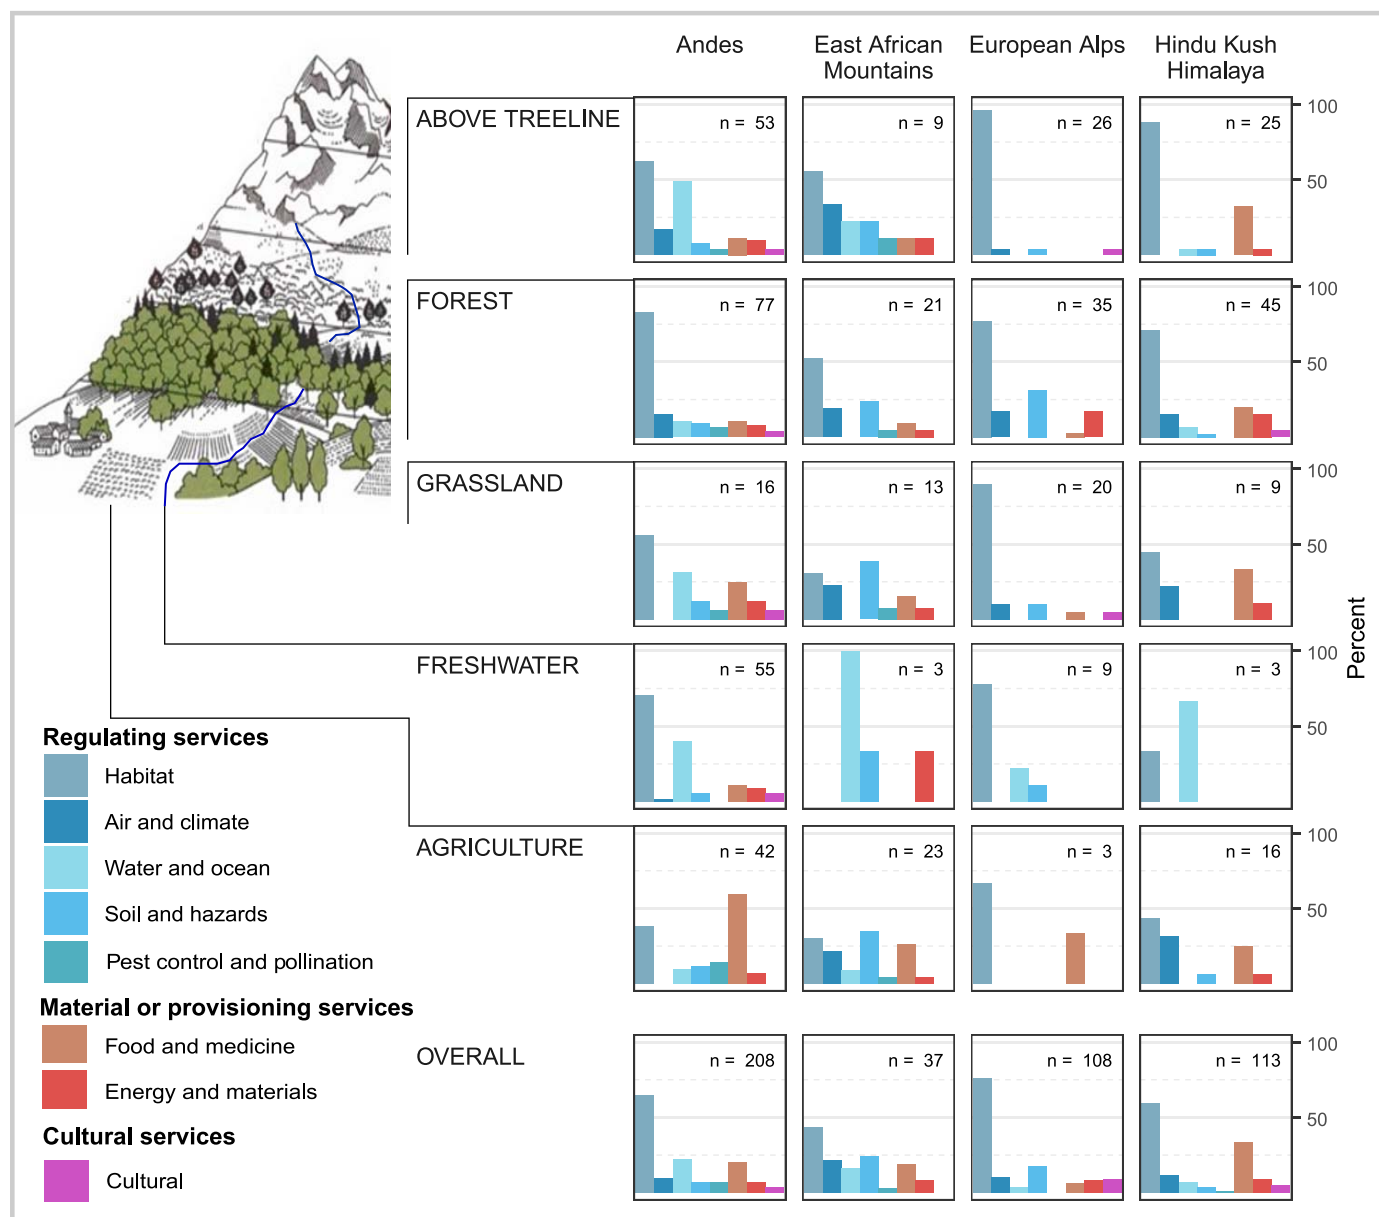 Andes
East African
Mountains
European Alps
Hindu Kush
Himalaya
ABOVE TREELINE
n = 53
n = 9
n = 26
n = 25
100
50
FOREST
n = 77
n = 21
n = 35
n = 45
100
50
GRASSLAND
n = 16
n = 13
n = 20
n = 9
100
50
Percent
FRESHWATER
n = 55
n = 3
n = 9
n = 3
100
50
AGRICULTURE
n = 42
n = 23
n = 3
n = 16
100
50
OVERALL
n = 208
n = 37
n = 108
n = 113
100
50
Regulating services
Habitat
Air and climate
Water and ocean
Soil and hazards
Pest control and pollination
Material or provisioning services
Food and medicine
Energy and materials
Cultural services
Cultural